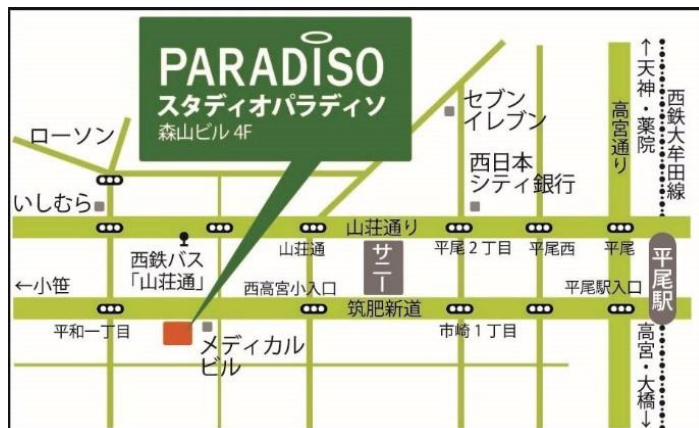 PARADISO
スタディオパラディソ
森山ビル 4F
ローソン
いしむら
西鉄バス
「山荘通」
←小笹
平和一丁目
メディカル
ビル
山荘通
西高宮小入口
サニー
山荘通り
筑肥新道
セブン
イレブン
西日本
シティ銀行
平尾2丁目
平尾西
平尾
市崎1丁目
平尾駅入口
高宮通り
←天神・薬院
西鉄大牟田線
平尾駅
高宮・大橋→